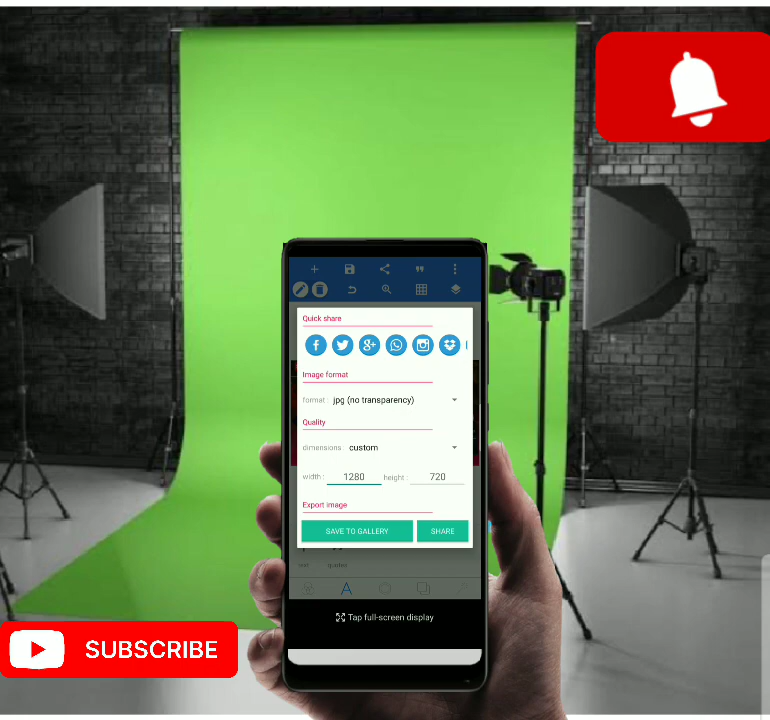 Quick share
Image format
format : jpg (no transparency)
Quality
dimensions : custom
width : 1280 height : 720
Export image
SAVE TO GALLERY SHARE
quotes
Tap full-screen display
SUBSCRIBE